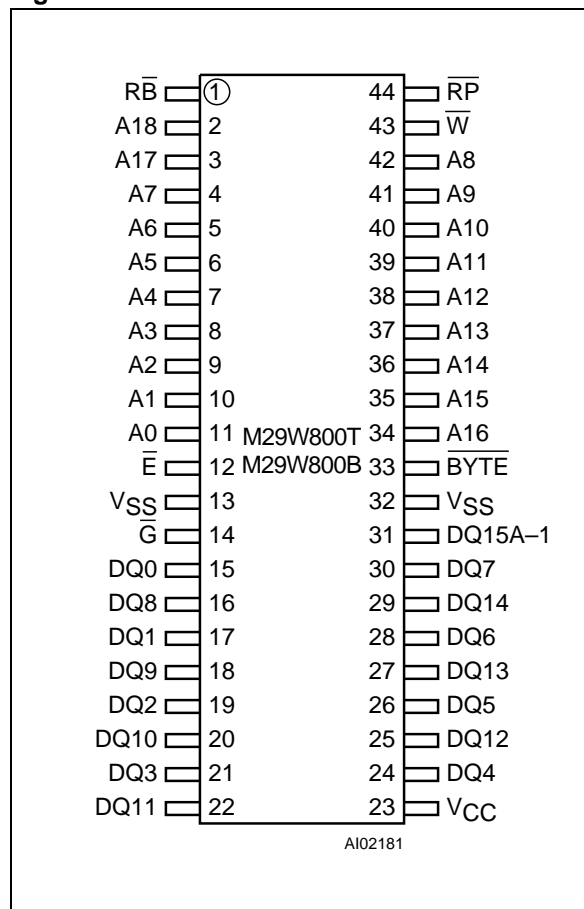 RB̅ 1 44 R̅P̅
A18 2 43 W̅
A17 3 42 A8
A7 4 41 A9
A6 5 40 A10
A5 6 39 A11
A4 7 38 A12
A3 8 37 A13
A2 9 36 A14
A1 10 35 A15
A0 11 M29W800T 34 A16
E̅ 12 M29W800B 33 B̅Y̅T̅E̅
VSS 13 32 VSS
G̅ 14 31 DQ15A–1
DQ0 15 30 DQ7
DQ8 16 29 DQ14
DQ1 17 28 DQ6
DQ9 18 27 DQ13
DQ2 19 26 DQ5
DQ10 20 25 DQ12
DQ3 21 24 DQ4
DQ11 22 23 VCC
AI02181